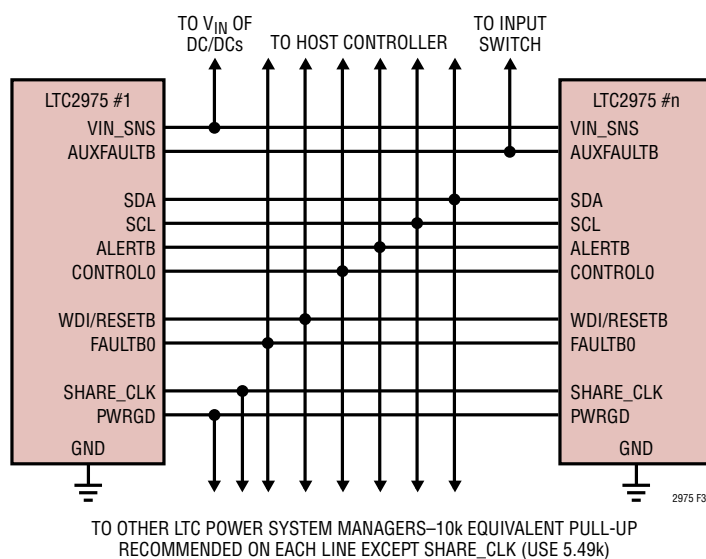 TO VIN OF
DC/DCs
TO HOST CONTROLLER
TO INPUT
SWITCH
LTC2975 #1
VIN_SNS
AUXFAULTB
SDA
SCL
ALERTB
CONTROL0
WDI/RESETB
FAULTB0
SHARE_CLK
PWRGD
GND
LTC2975 #n
VIN_SNS
AUXFAULTB
SDA
SCL
ALERTB
CONTROL0
WDI/RESETB
FAULTB0
SHARE_CLK
PWRGD
GND
2975 F3
TO OTHER LTC POWER SYSTEM MANAGERS–10k EQUIVALENT PULL-UP
RECOMMENDED ON EACH LINE EXCEPT SHARE_CLK (USE 5.49k)